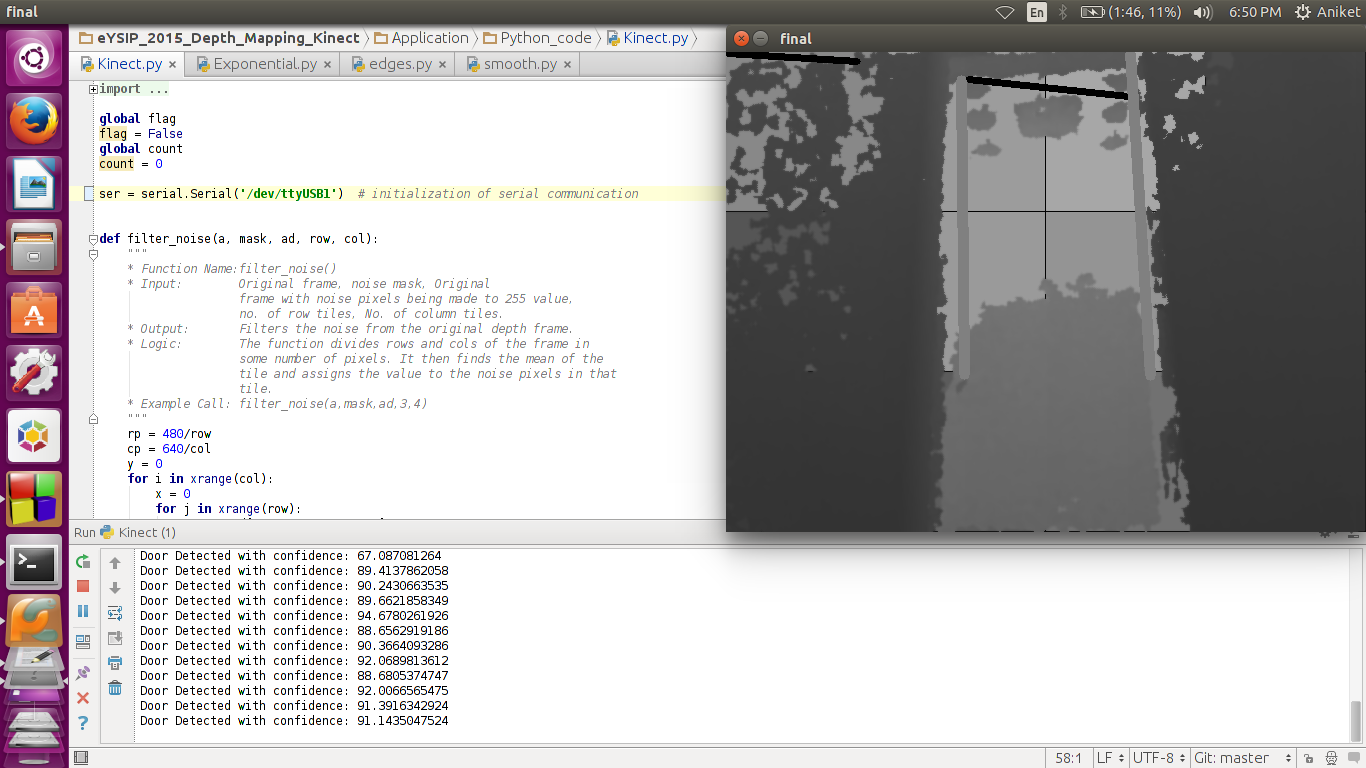 final
En
(1:46, 11%)
6:50 PM
Aniket
eYSIP_2015_Depth_Mapping_Kinect
Application
Python_code
Kinect.py
final
Kinect.py
Exponential.py
edges.py
smooth.py
import ...
global flag
flag = False
global count
count = 0
ser = serial.Serial('/dev/ttyUSB1')  # initialization of serial communication
def filter_noise(a, mask, ad, row, col):
"""
* Function Name:filter_noise()
* Input:        Original frame, noise mask, Original
frame with noise pixels being made to 255 value,
no. of row tiles, No. of column tiles.
* Output:       Filters the noise from the original depth frame.
* Logic:        The function divides rows and cols of the frame in
some number of pixels. It then finds the mean of the
tile and assigns the value to the noise pixels in that
tile.
* Example Call: filter_noise(a,mask,ad,3,4)
"""
rp = 480/row
cp = 640/col
y = 0
for i in xrange(col):
x = 0
for j in xrange(row):
Run Kinect (1)
Door Detected with confidence: 67.087081264
Door Detected with confidence: 89.4137862058
Door Detected with confidence: 90.2430663535
Door Detected with confidence: 89.6621858349
Door Detected with confidence: 94.6780261926
Door Detected with confidence: 88.6562919186
Door Detected with confidence: 90.3664093286
Door Detected with confidence: 92.0689813612
Door Detected with confidence: 88.6805374747
Door Detected with confidence: 92.0066565475
Door Detected with confidence: 91.3916342924
Door Detected with confidence: 91.1435047524
58:1
LF
UTF-8
Git: master